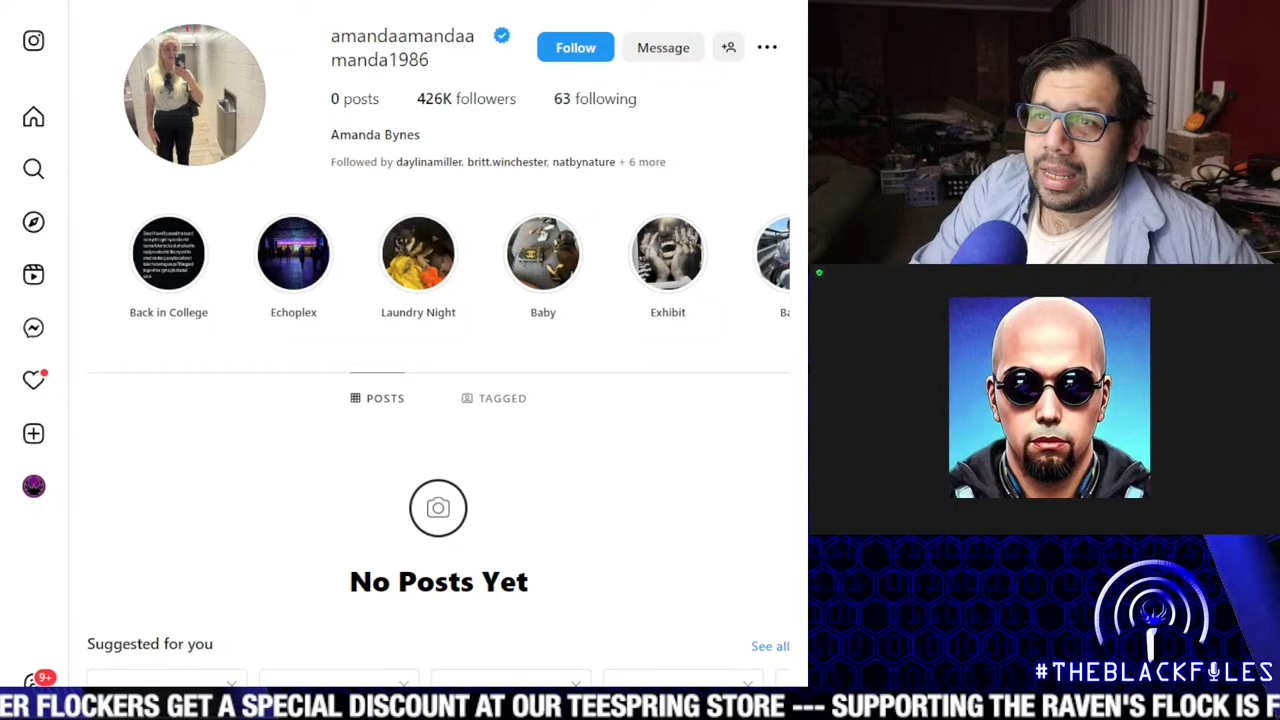 amandaamandaa
manda1986
Follow
Message
0 posts
426K followers
63 following
Amanda Bynes
Followed by daylinamiller, britt.winchester, natbynature + 6 more
Back in College
Echoplex
Laundry Night
Baby
Exhibit
Ba
POSTS
TAGGED
No Posts Yet
Suggested for you
See all
9+
#THEBLACKFILES
ER FLOCKERS GET A SPECIAL DISCOUNT AT OUR TEESPRING STORE --- SUPPORTING THE RAVEN'S FLOCK IS F